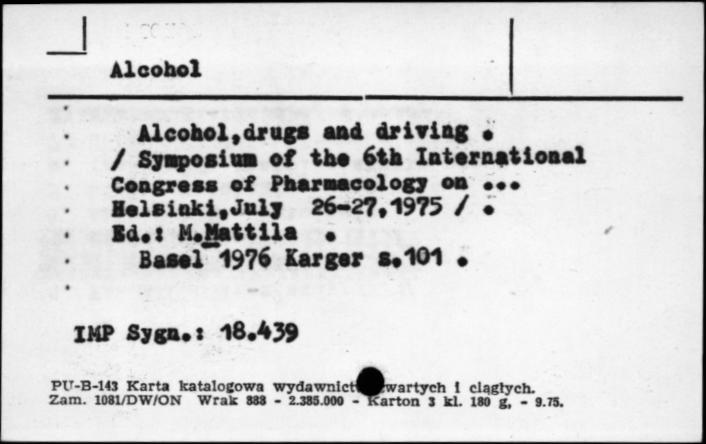 Alcohol
Alcohol,drugs and driving .
/ Symposium of the 6th International
Congress of Pharmacology on ...
Helsinki,July 26-27,1975 / .
Ed.: M.Mattila .
Basel 1976 Karger s.101 .
IMP Sygn.: 18.439
PU-B-143 Karta katalogowa wydawnict wartych i ciągłych.
Zam. 1081/DW/ON Wrak 888 - 2.385.000 - Karton 3 kl. 180 g, - 9.75.